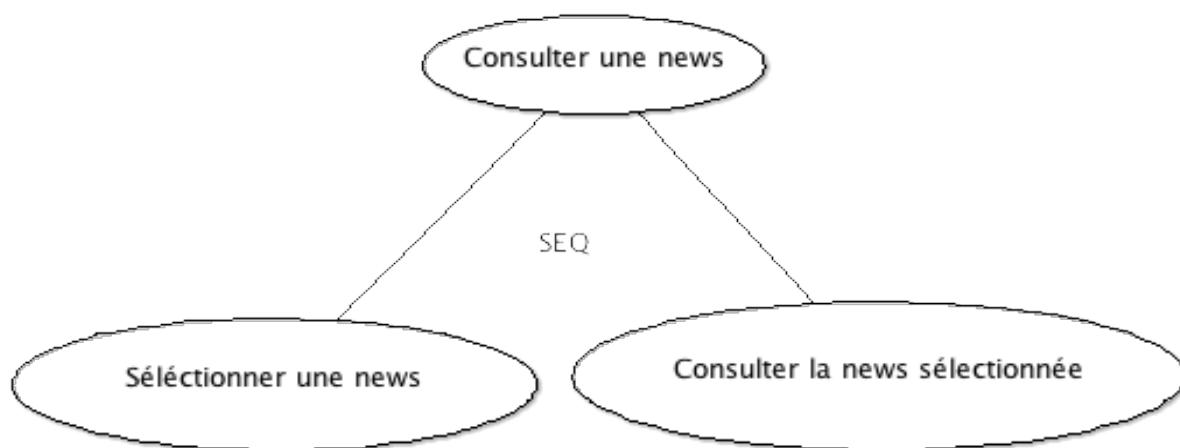 Consulter une news
SEQ
Séléctionner une news
Consulter la news sélectionnée